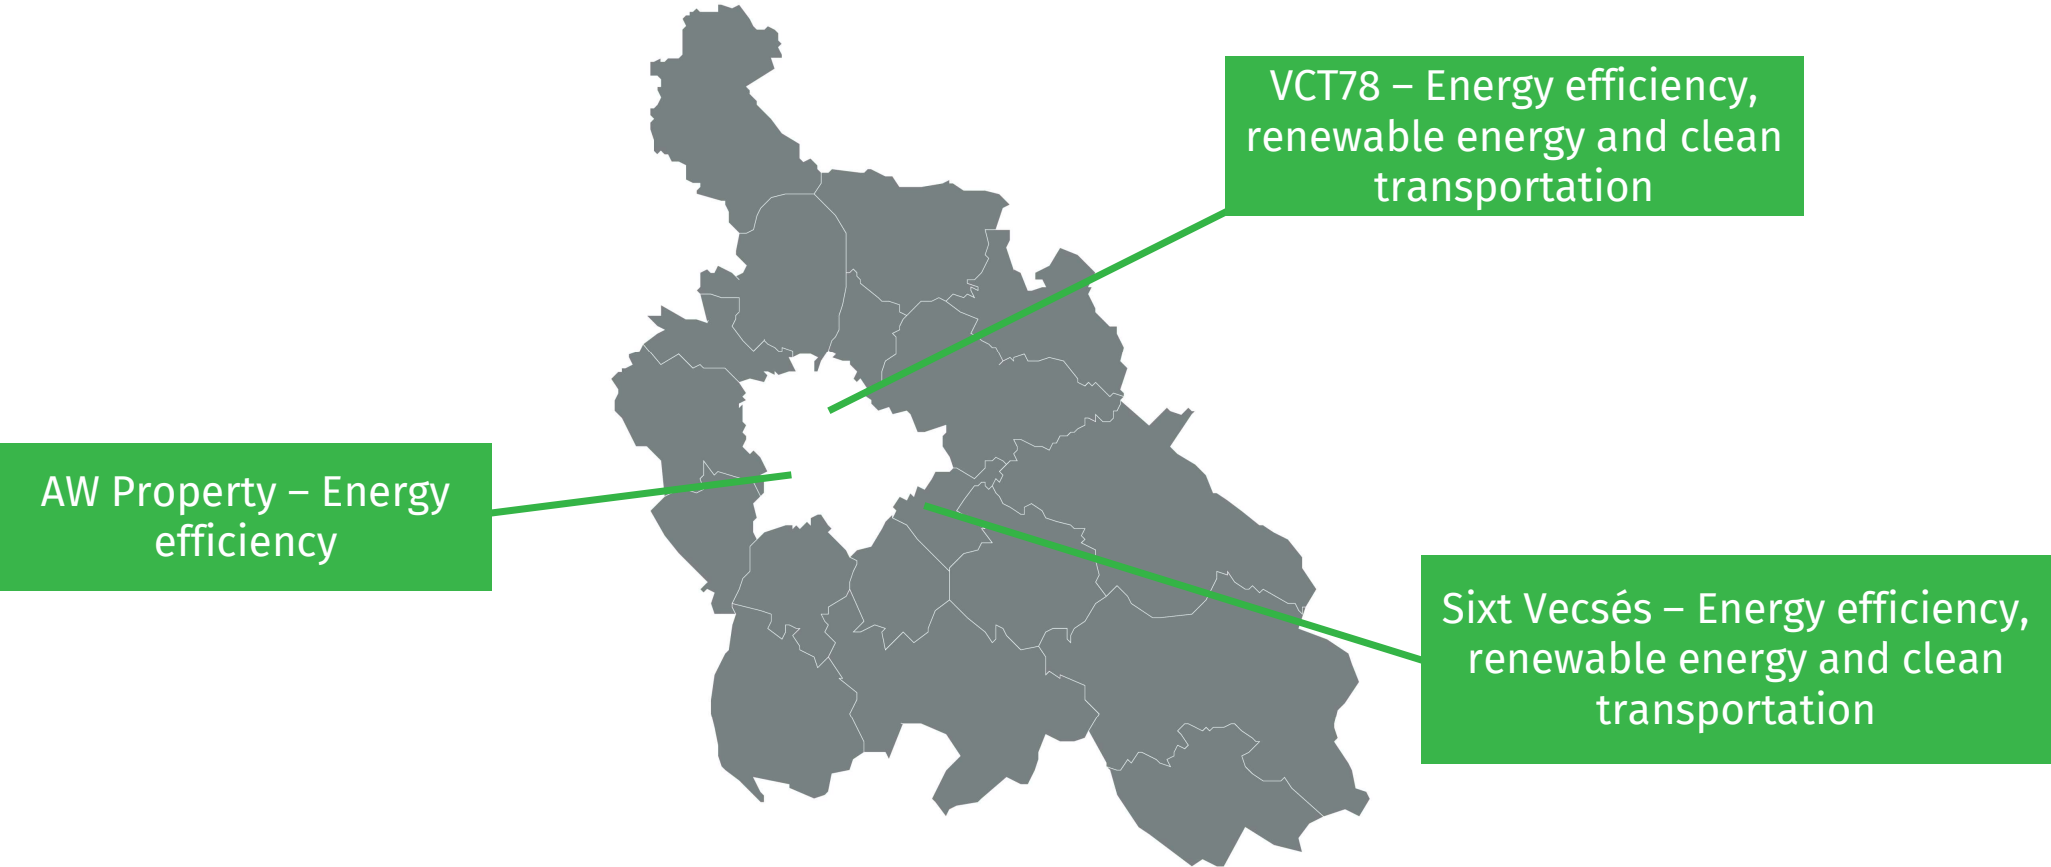 VCT78 – Energy efficiency,
renewable energy and clean
transportation
AW Property – Energy
efficiency
Sixt Vecsés – Energy efficiency,
renewable energy and clean
transportation